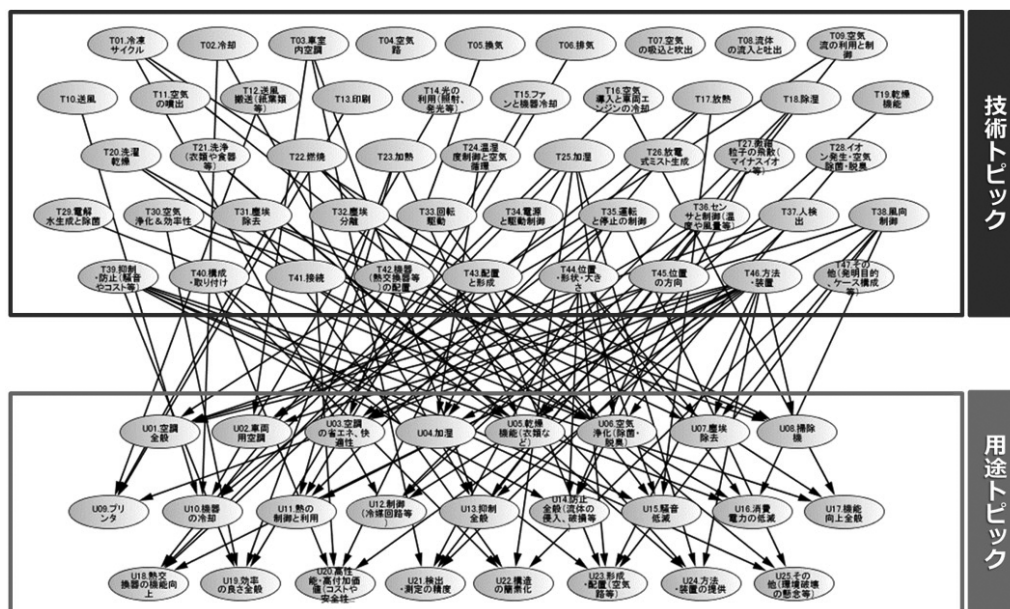 T01.冷凍
サイクル
T02.冷却
T03.車室
内空調
T04.空気
路
T05.換気
T06.排気
T07.空気
の吸込と吹出
T08.流体
の流入と吐出
T09.空気
流の利用と制
御
T10.送風
T11.空気
の噴出
T12.送風
搬送(紙葉類
等)
T13.印刷
T14.光の
利用(照射、
発光等)
T15.ファ
ンと機器冷却
T16.空気
導入と車両エン
ジンの冷却
T17.放熱
T18.除湿
T19.乾燥
機能
T20.洗濯
乾燥
T21.洗浄
(衣類や食器
等)
T22.燃焼
T23.加熱
T24.温湿
度制御と空気
循環
T25.加湿
T26.放電
式ミスト生成
T27.微細
粒子の飛散(
マイナスイオ
ン等)
T28.イオ
ン発生・空気
除菌・脱臭
T29.電解
水生成と除菌
T30.空気
浄化&効率性
T31.塵埃
除去
T32.塵埃
分離
T33.回転
駆動
T34.電源
と駆動制御
T35.運転
と停止の制御
T36.セン
サと制御(温
度や風量等)
T37.人検
出
T38.風向
制御
T39.抑制
・防止(騒音
やコスト等)
T40.構成
・取り付け
T41.接続
T42.機器
(熱交換器等)
の配置
T43.配置
と形成
T44.位置
・形状・大き
さ
T45.位置
の方向
T46.方法
・装置
T47.その
他(発明目的
、ケース構成
等)
技術トピック
U01.空調
全般
U02.車両
用空調
U03.空調
の省エネ、快
適性
U04.加湿
U05.乾燥
機能(衣類な
ど)
U06.空気
浄化(除菌・
脱臭)
U07.塵埃
除去
U08.掃除
機
U09.プリ
ンタ
U10.機器
の冷却
U11.熱の
制御と利用
U12.制御
(冷媒回路等)
U13.抑制
全般
U14.防止
全般(流体の
侵入、破損等
U15.騒音
低減
U16.消費
電力の低減
U17.機能
向上全般
U18.熱交
換器の機能向
上
U19.効率
の良さ全般
U20.高性
能・高付加価
値(コストや
安全性...
U21.検出
・測定の精度
U22.構造
の簡素化
U23.形成
・配置(空気
路等)
U24.方法
・装置の提供
U25.その
他(環境破壊
の懸念等)
用途トピック